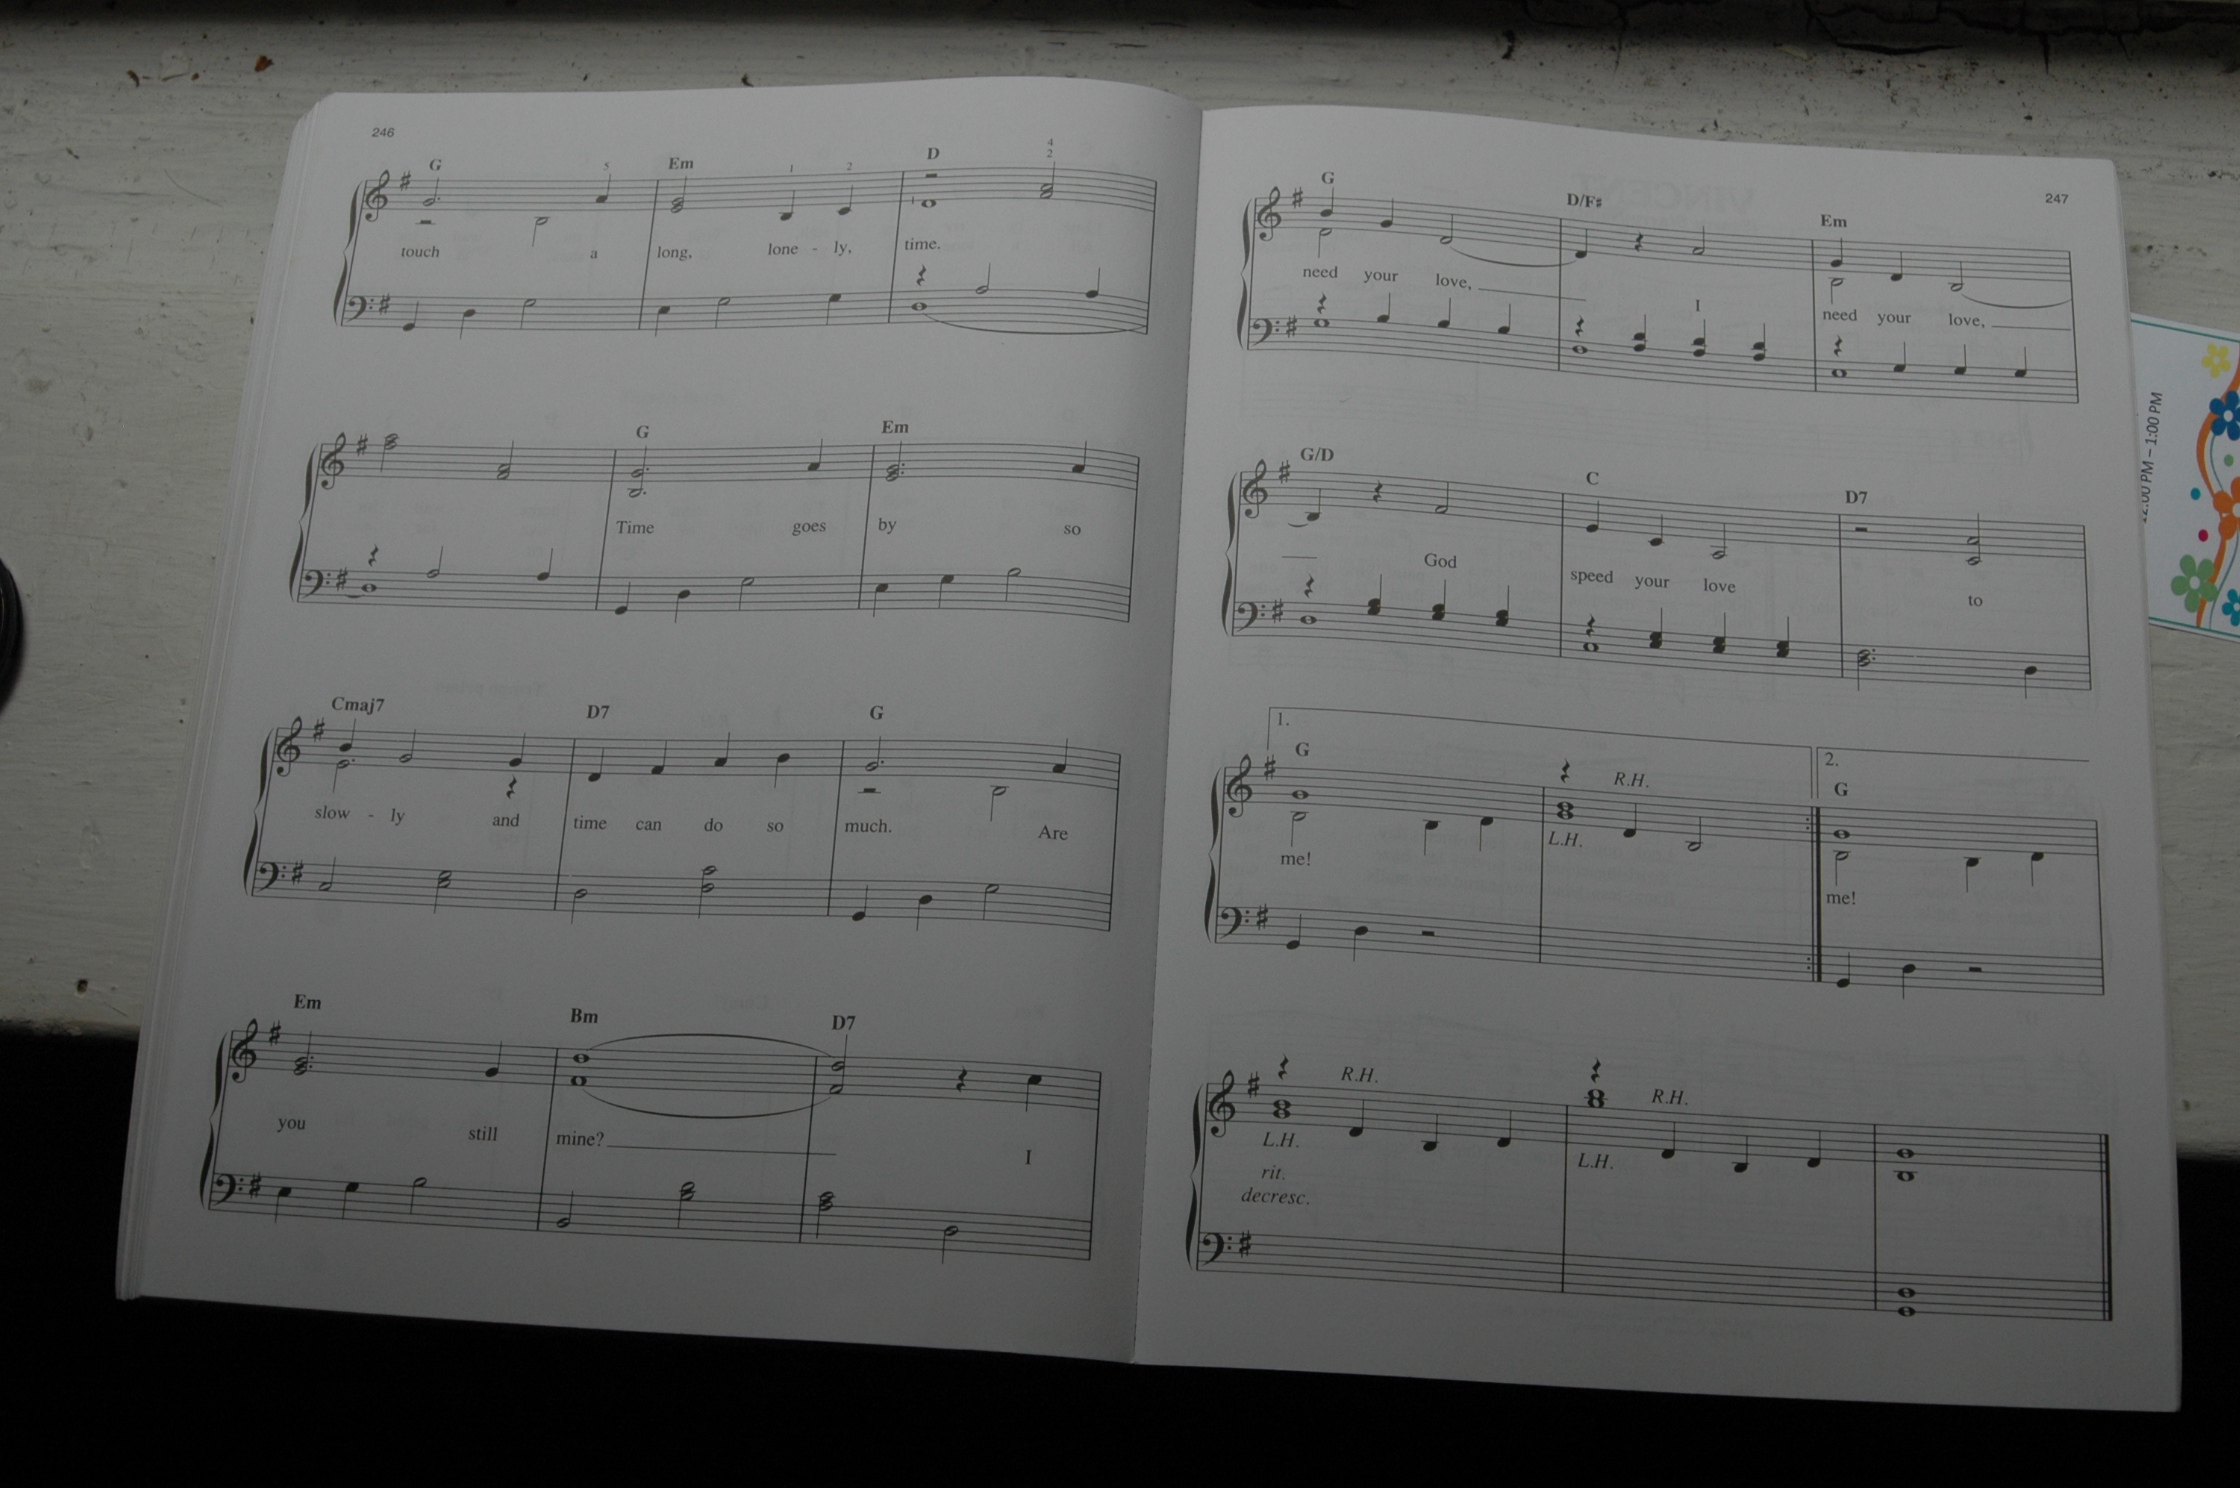 246
G 5 Em 1 2 D 4 2
touch a long, lone - ly, time.
G Em
Time goes by so
Cmaj7 D7 G
slow - ly and time can do so much. Are
Em Bm D7
you still mine? I
247
G D/F♯ Em
need your love, I need your love,
G/D C D7
God speed your love to
1. 2.
G R.H. G
L.H.
me! me!
R.H. R.H.
L.H. L.H.
rit.
decresc.
VINCENT
12:00 PM – 1:00 PM